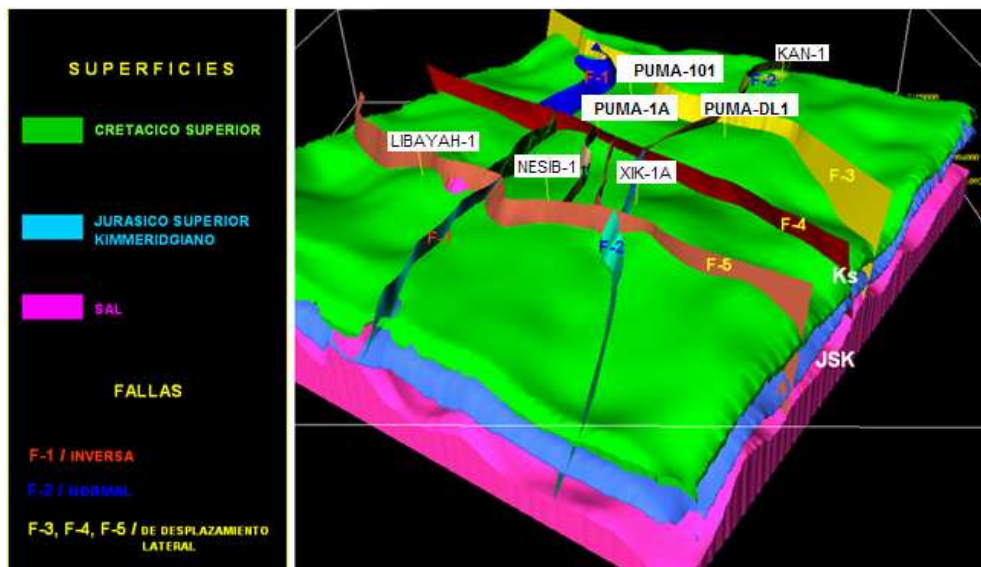 SUPERFICIES
CRETACICO SUPERIOR
JURASICO SUPERIOR
KIMMERIDGIANO
SAL
FALLAS
F-1 / INVERSA
F-2 / NORMAL
F-3, F-4, F-5 / DE DESPLAZAMIENTO
LATERAL
KAN-1
F-1
PUMA-101
F-2
PUMA-1A
PUMA-DL1
LIBAYAH-1
NESIB-1
XIK-1A
F-3
F-4
F-1
F-2
F-5
Ks
JSK